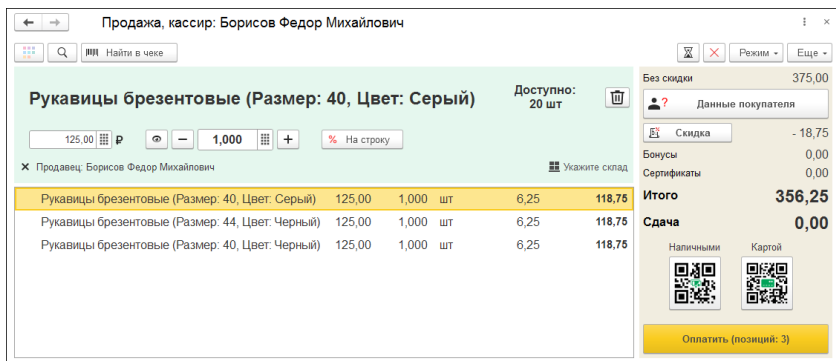 Продажа, кассир: Борисов Федор Михайлович
Найти в чеке
Режим
Еще
Рукавицы брезентовые (Размер: 40, Цвет: Серый)
Доступно:
20 шт
125,00 ₽
1,000
% На строку
Продавец: Борисов Федор Михайлович
Укажите склад
Рукавицы брезентовые (Размер: 40, Цвет: Серый) 125,00 1,000 шт 6,25 118,75
Рукавицы брезентовые (Размер: 44, Цвет: Черный) 125,00 1,000 шт 6,25 118,75
Рукавицы брезентовые (Размер: 40, Цвет: Черный) 125,00 1,000 шт 6,25 118,75
Без скидки 375,00
Данные покупателя
Скидка - 18,75
Бонусы 0,00
Сертификаты 0,00
Итого 356,25
Сдача 0,00
Наличными Картой
Оплатить (позиций: 3)